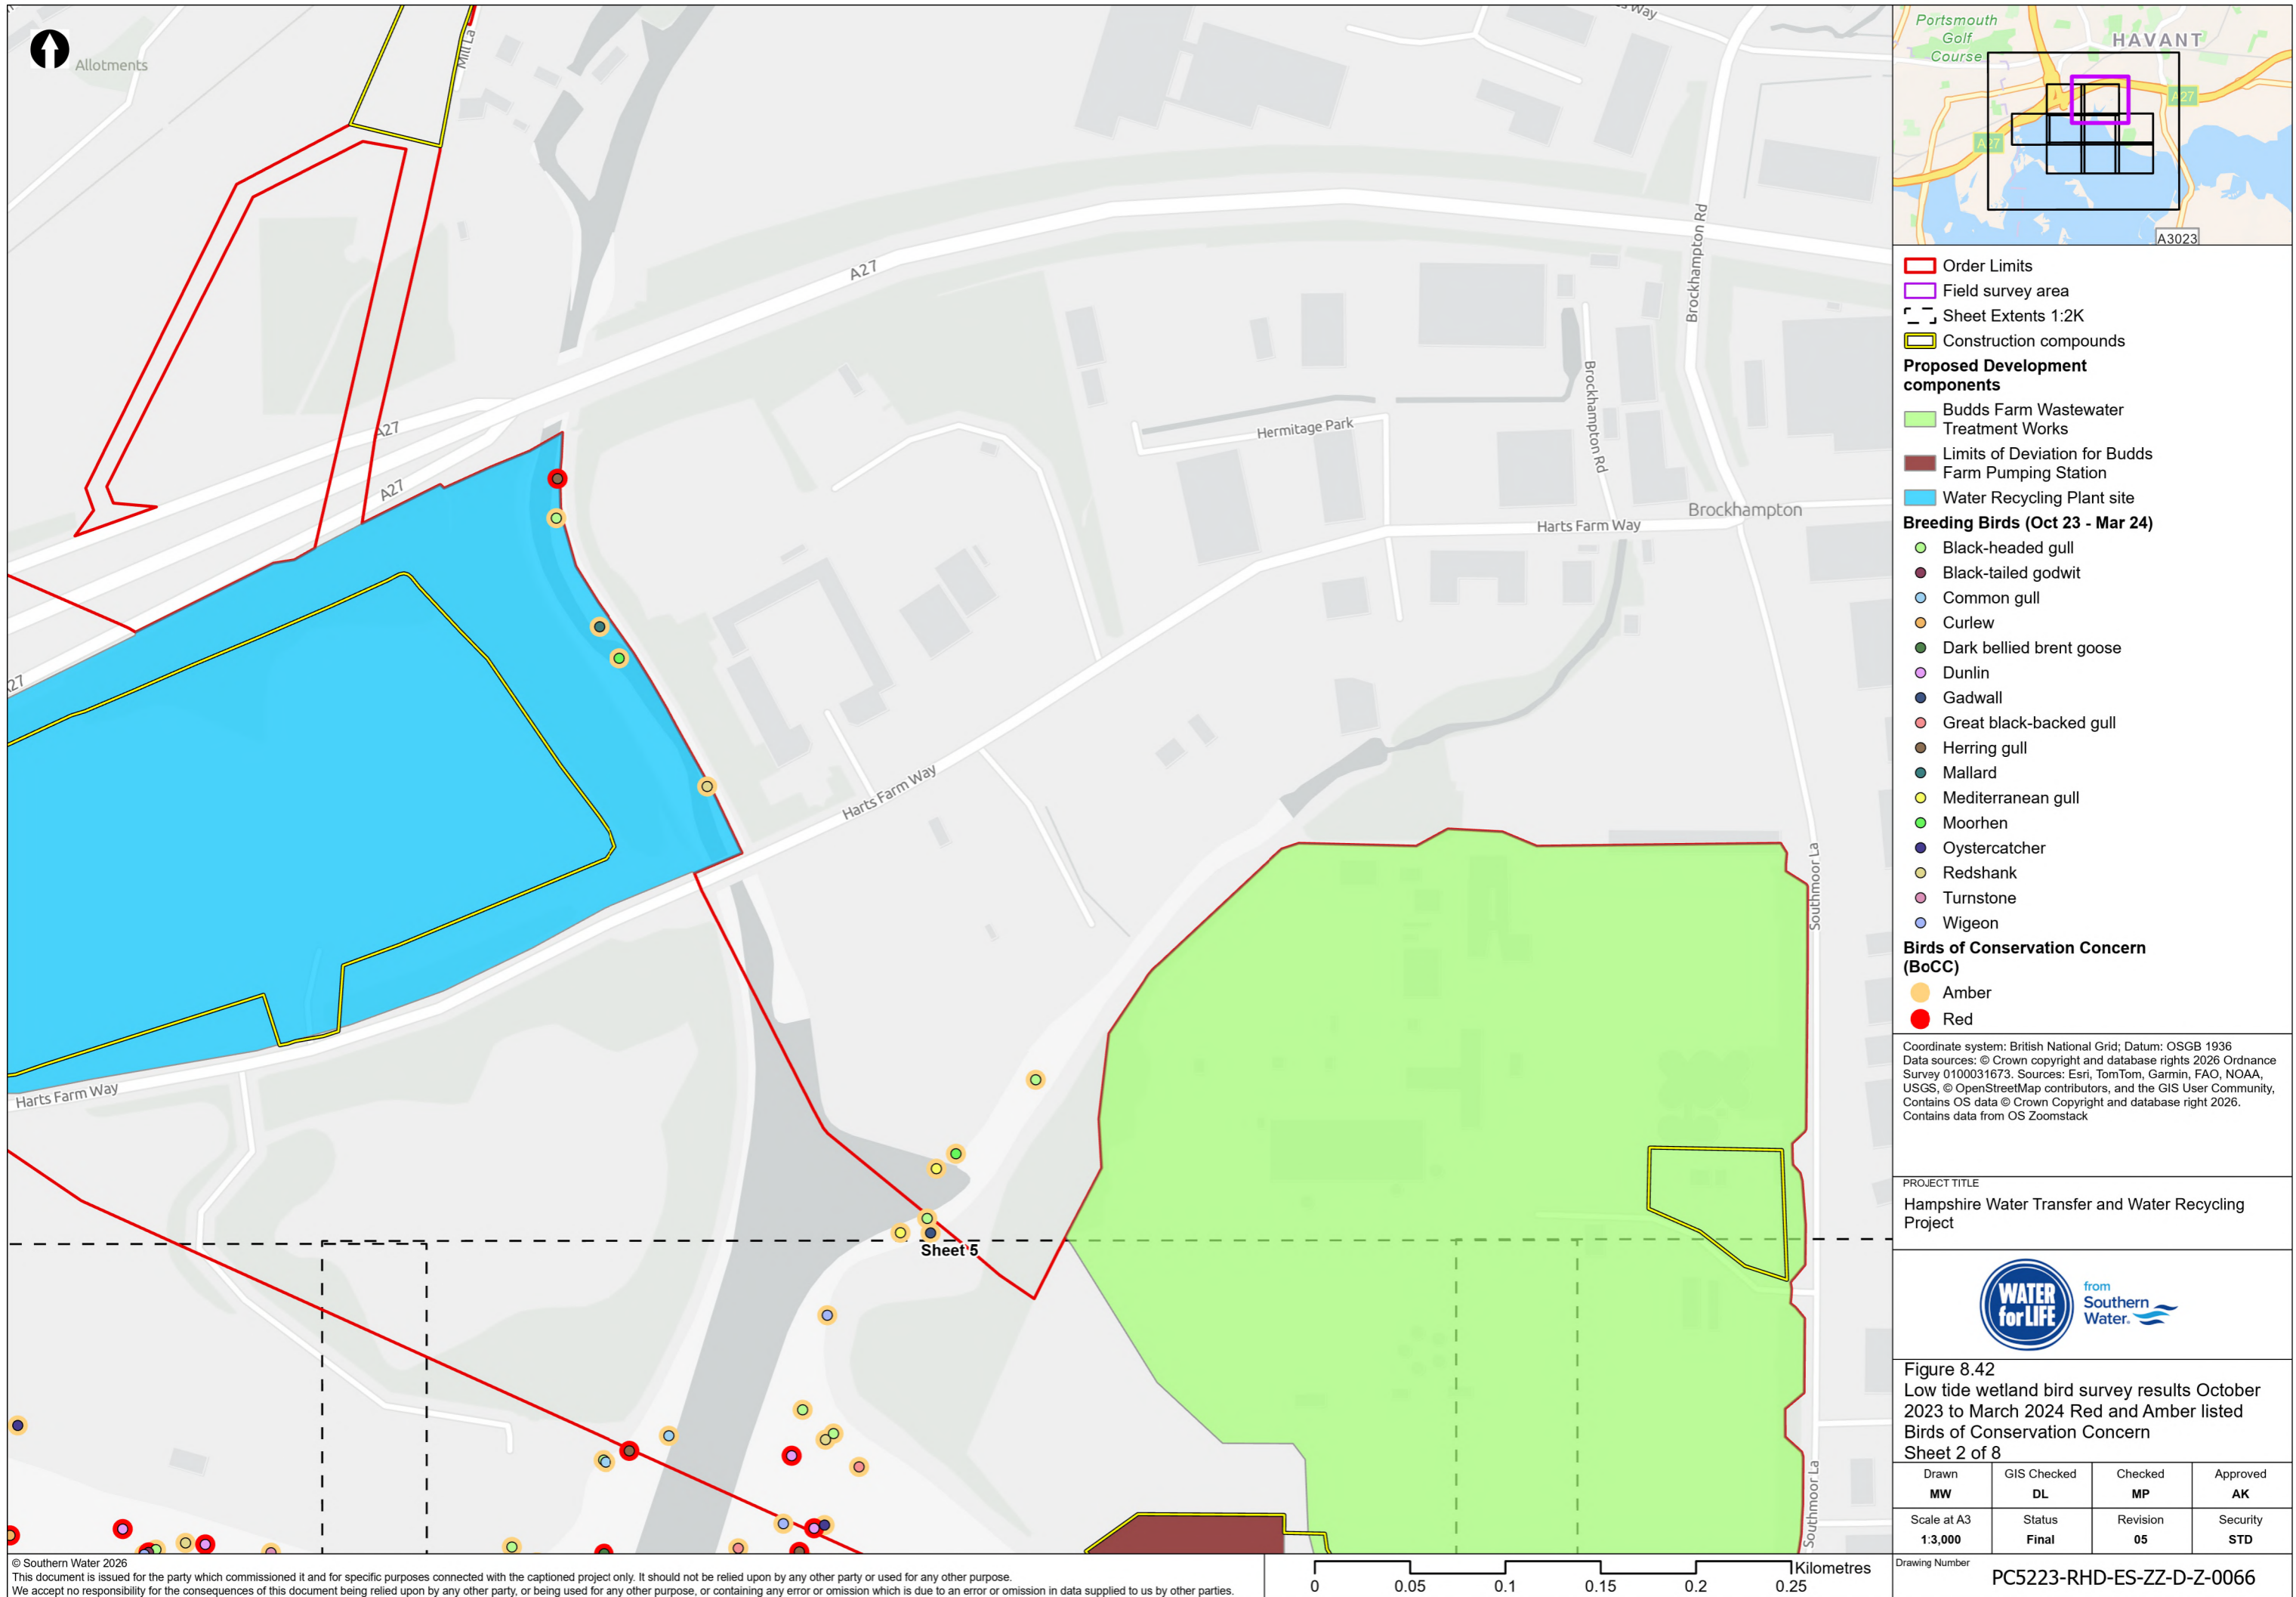 Allotments
Mill La
s Way
A27
Brockhampton Rd
Hermitage Park
Brockhampton Rd
A27
A27
Brockhampton
Harts Farm Way
A27
Harts Farm Way
Southmoor La
Harts Farm Way
Sheet 5
Southmoor La
Portsmouth
Golf
Course
HAVANT
A27
A27
A3023
Order Limits
Field survey area
Sheet Extents 1:2K
Construction compounds
Proposed Development
components
Budds Farm Wastewater
Treatment Works
Limits of Deviation for Budds
Farm Pumping Station
Water Recycling Plant site
Breeding Birds (Oct 23 - Mar 24)
Black-headed gull
Black-tailed godwit
Common gull
Curlew
Dark bellied brent goose
Dunlin
Gadwall
Great black-backed gull
Herring gull
Mallard
Mediterranean gull
Moorhen
Oystercatcher
Redshank
Turnstone
Wigeon
Birds of Conservation Concern
(BoCC)
Amber
Red
Coordinate system: British National Grid; Datum: OSGB 1936
Data sources: © Crown copyright and database rights 2026 Ordnance
Survey 0100031673. Sources: Esri, TomTom, Garmin, FAO, NOAA,
USGS, © OpenStreetMap contributors, and the GIS User Community,
Contains OS data © Crown Copyright and database right 2026.
Contains data from OS Zoomstack
PROJECT TITLE
Hampshire Water Transfer and Water Recycling
Project
WATER
for LIFE
from
Southern
Water.
Figure 8.42
Low tide wetland bird survey results October
2023 to March 2024 Red and Amber listed
Birds of Conservation Concern
Sheet 2 of 8
Drawn GIS Checked Checked Approved
MW DL MP AK
Scale at A3 Status Revision Security
1:3,000 Final 05 STD
Drawing Number
PC5223-RHD-ES-ZZ-D-Z-0066
© Southern Water 2026
This document is issued for the party which commissioned it and for specific purposes connected with the captioned project only. It should not be relied upon by any other party or used for any other purpose.
We accept no responsibility for the consequences of this document being relied upon by any other party, or being used for any other purpose, or containing any error or omission which is due to an error or omission in data supplied to us by other parties.
Kilometres
0 0.05 0.1 0.15 0.2 0.25